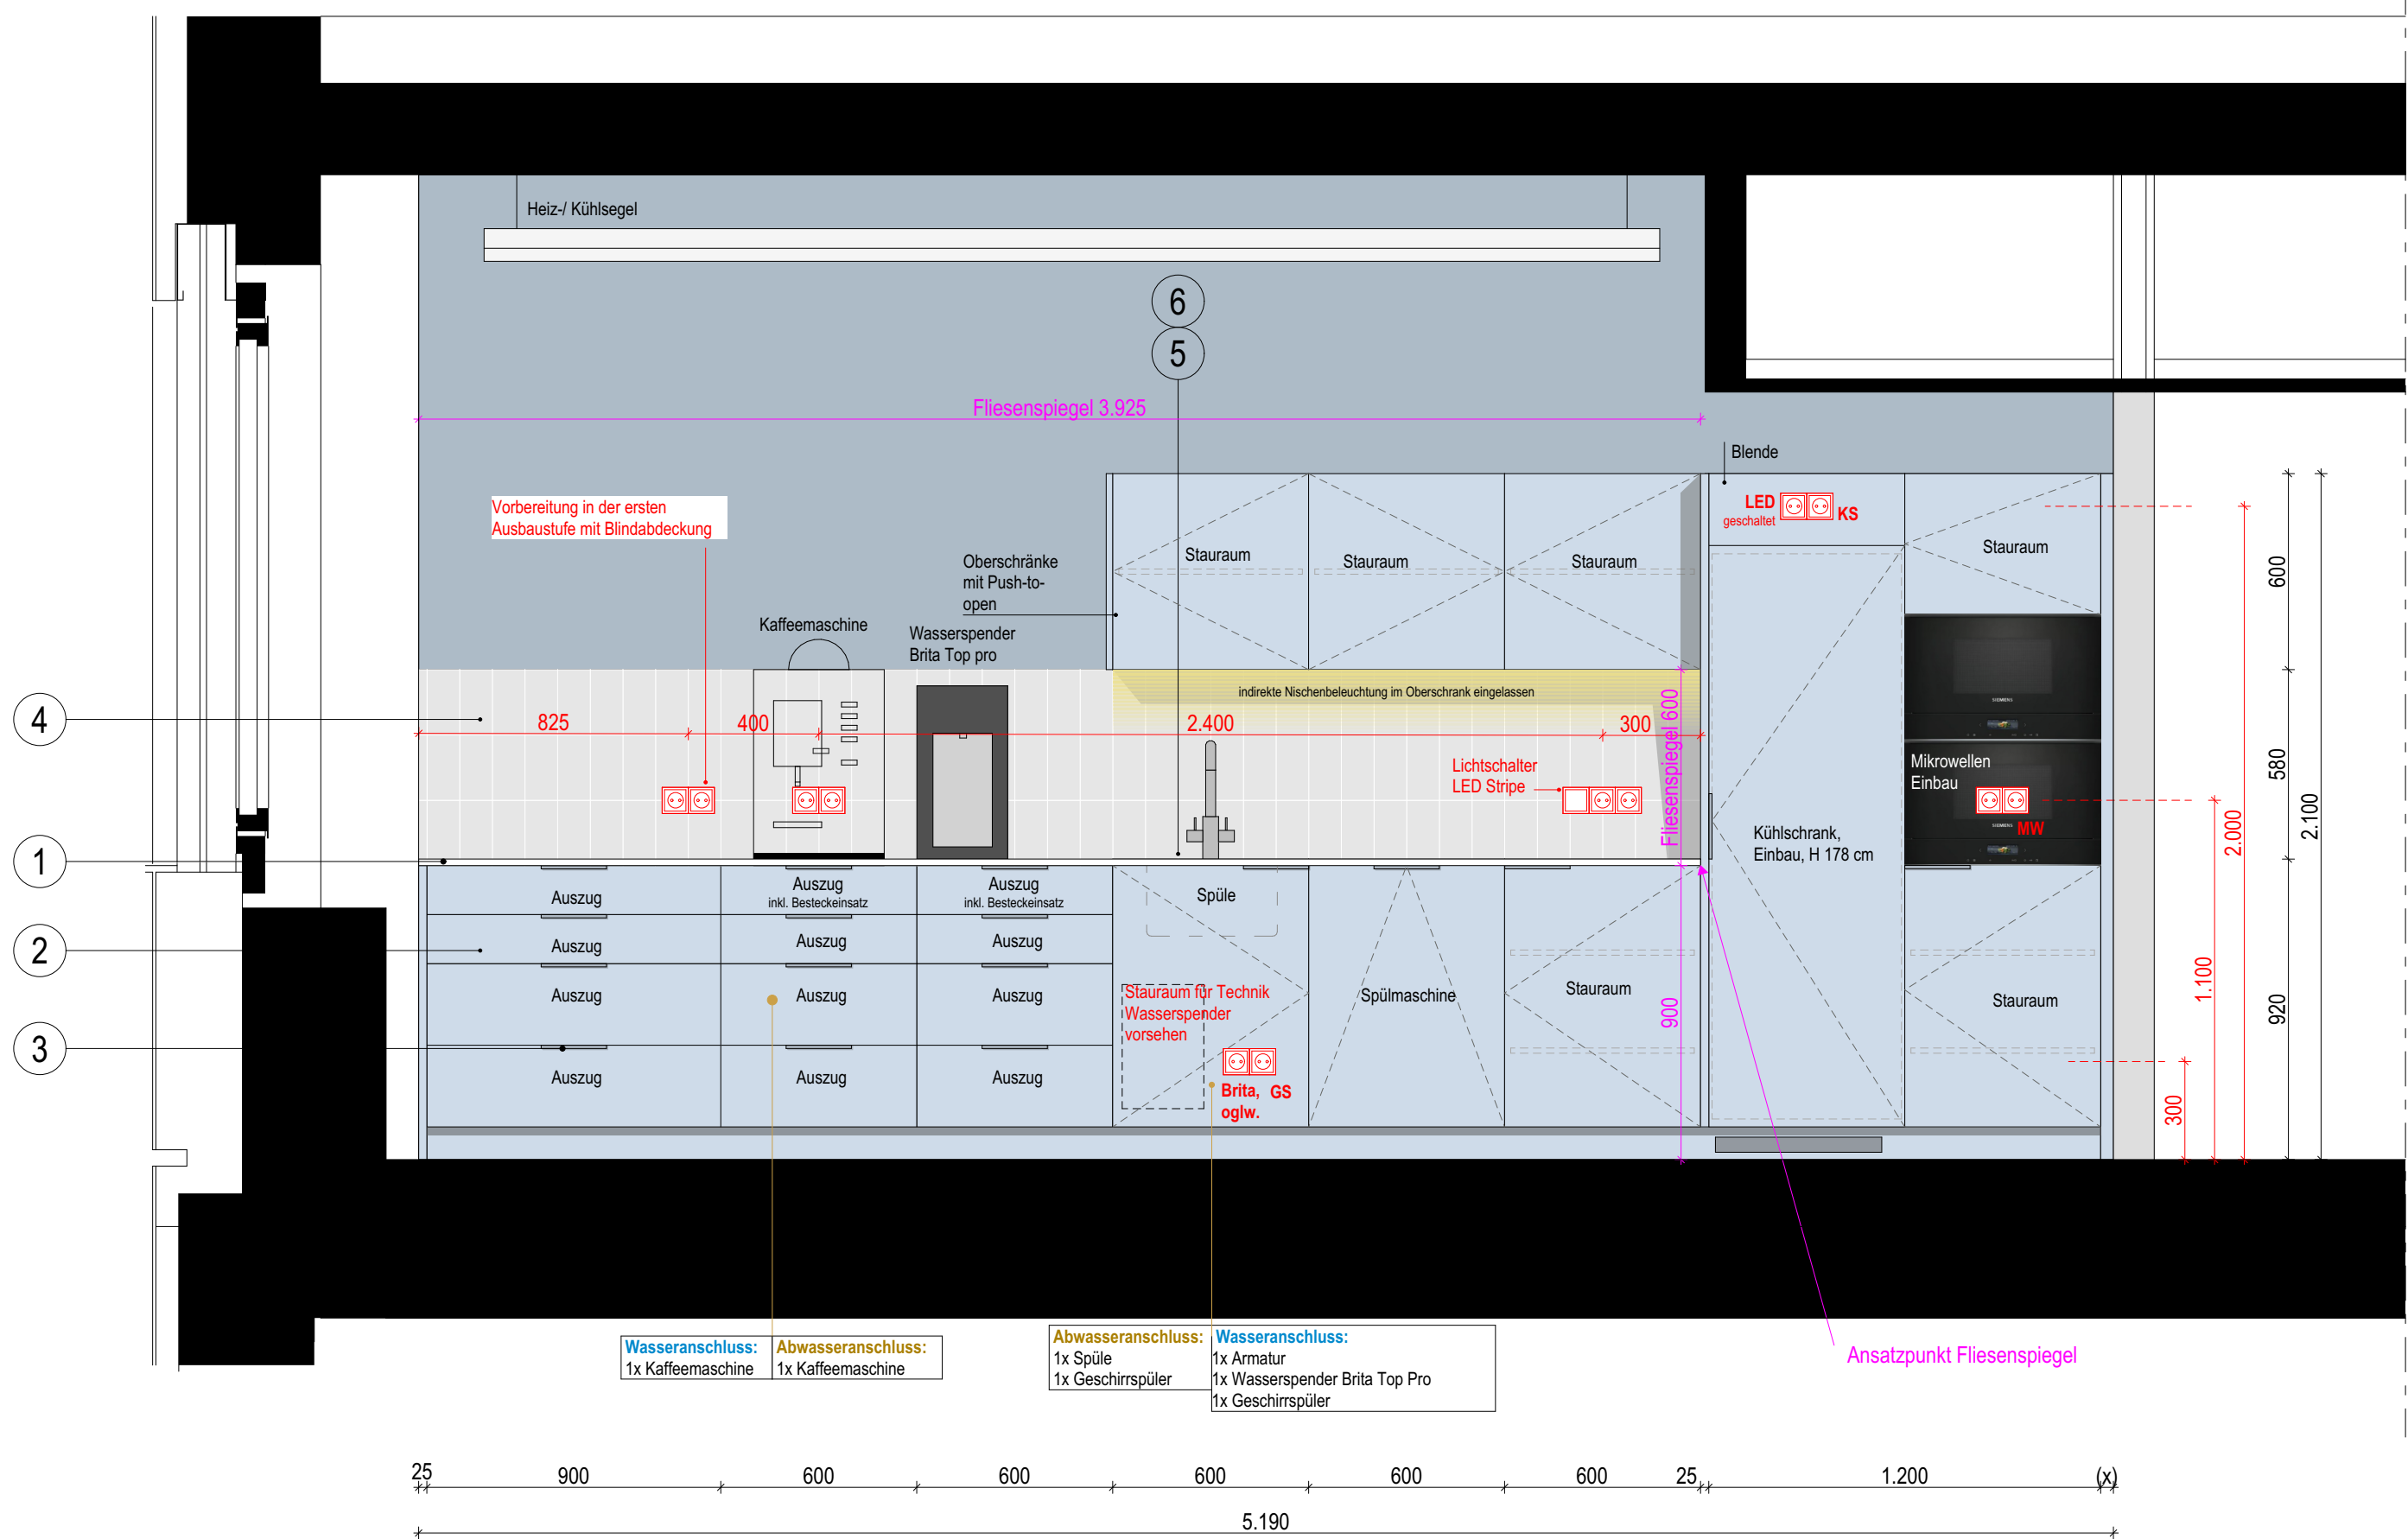 Heiz-/ Kühlsegel
6
5
Fliesenspiegel 3.925
Blende
Vorbereitung in der ersten
Ausbaustufe mit Blindabdeckung
LED
geschaltet
KS
Oberschränke
mit Push-to-
open
Stauraum
Stauraum
Stauraum
Stauraum
Kaffeemaschine
Wasserspender
Brita Top pro
indirekte Nischenbeleuchtung im Oberschrank eingelassen
4
825
400
2.400
300
Fliesenspiegel 600
Lichtschalter
LED Stripe
SIEMENS
Mikrowellen
Einbau
SIEMENS
MW
Kühlschrank,
Einbau, H 178 cm
600
580
920
2.100
2.000
1.100
300
1
Auszug
Auszug
inkl. Besteckeinsatz
Auszug
inkl. Besteckeinsatz
Spüle
2
Auszug
Auszug
Auszug
Auszug
Auszug
Auszug
Stauraum für Technik
Wasserspender
vorsehen
Spülmaschine
Stauraum
Stauraum
900
3
Auszug
Auszug
Auszug
Brita,
oglw.
GS
Wasseranschluss:
1x Kaffeemaschine
Abwasseranschluss:
1x Kaffeemaschine
Abwasseranschluss:
1x Spüle
1x Geschirrspüler
Wasseranschluss:
1x Armatur
1x Wasserspender Brita Top Pro
1x Geschirrspüler
Ansatzpunkt Fliesenspiegel
25
900
600
600
600
600
600
25
1.200
(x)
5.190